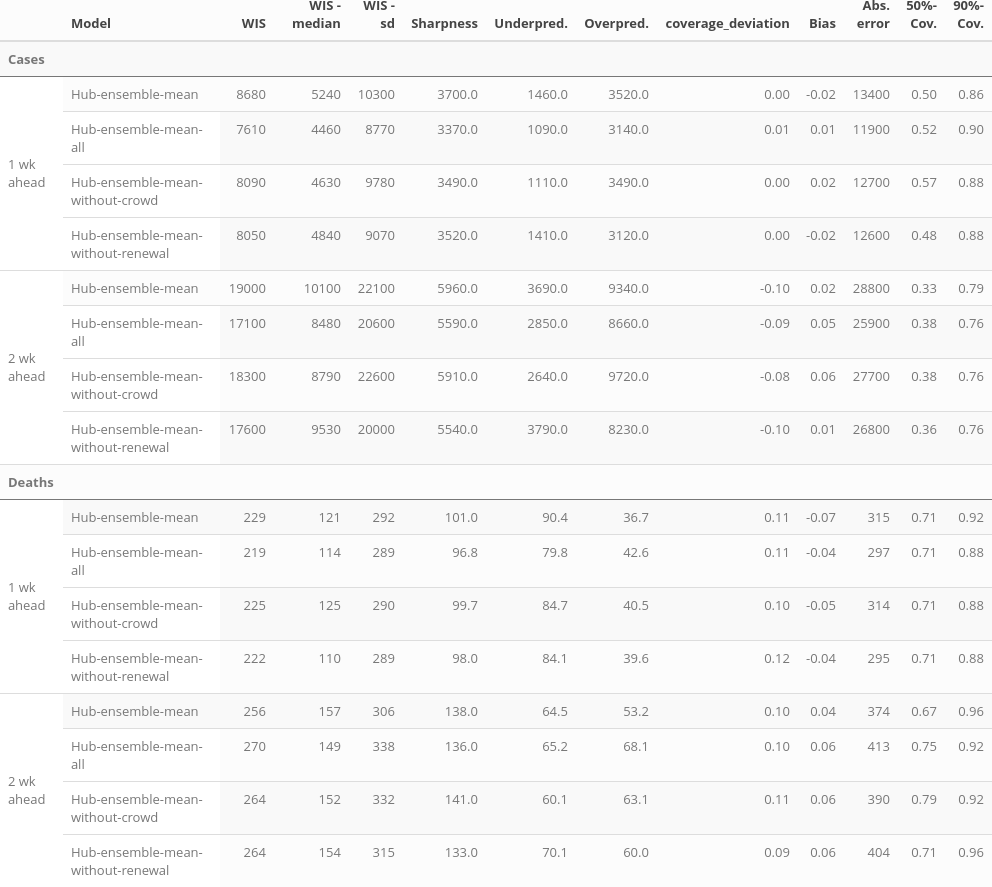 Model WIS WIS - median WIS - sd Sharpness Underpred. Overpred. coverage_deviation Bias Abs. error 50%- Cov. 90%- Cov.
Cases
1 wk ahead
Hub-ensemble-mean 8680 5240 10300 3700.0 1460.0 3520.0 0.00 -0.02 13400 0.50 0.86
Hub-ensemble-mean-all 7610 4460 8770 3370.0 1090.0 3140.0 0.01 0.01 11900 0.52 0.90
Hub-ensemble-mean-without-crowd 8090 4630 9780 3490.0 1110.0 3490.0 0.00 0.02 12700 0.57 0.88
Hub-ensemble-mean-without-renewal 8050 4840 9070 3520.0 1410.0 3120.0 0.00 -0.02 12600 0.48 0.88
2 wk ahead
Hub-ensemble-mean 19000 10100 22100 5960.0 3690.0 9340.0 -0.10 0.02 28800 0.33 0.79
Hub-ensemble-mean-all 17100 8480 20600 5590.0 2850.0 8660.0 -0.09 0.05 25900 0.38 0.76
Hub-ensemble-mean-without-crowd 18300 8790 22600 5910.0 2640.0 9720.0 -0.08 0.06 27700 0.38 0.76
Hub-ensemble-mean-without-renewal 17600 9530 20000 5540.0 3790.0 8230.0 -0.10 0.01 26800 0.36 0.76
Deaths
1 wk ahead
Hub-ensemble-mean 229 121 292 101.0 90.4 36.7 0.11 -0.07 315 0.71 0.92
Hub-ensemble-mean-all 219 114 289 96.8 79.8 42.6 0.11 -0.04 297 0.71 0.88
Hub-ensemble-mean-without-crowd 225 125 290 99.7 84.7 40.5 0.10 -0.05 314 0.71 0.88
Hub-ensemble-mean-without-renewal 222 110 289 98.0 84.1 39.6 0.12 -0.04 295 0.71 0.88
2 wk ahead
Hub-ensemble-mean 256 157 306 138.0 64.5 53.2 0.10 0.04 374 0.67 0.96
Hub-ensemble-mean-all 270 149 338 136.0 65.2 68.1 0.10 0.06 413 0.75 0.92
Hub-ensemble-mean-without-crowd 264 152 332 141.0 60.1 63.1 0.11 0.06 390 0.79 0.92
Hub-ensemble-mean-without-renewal 264 154 315 133.0 70.1 60.0 0.09 0.06 404 0.71 0.96